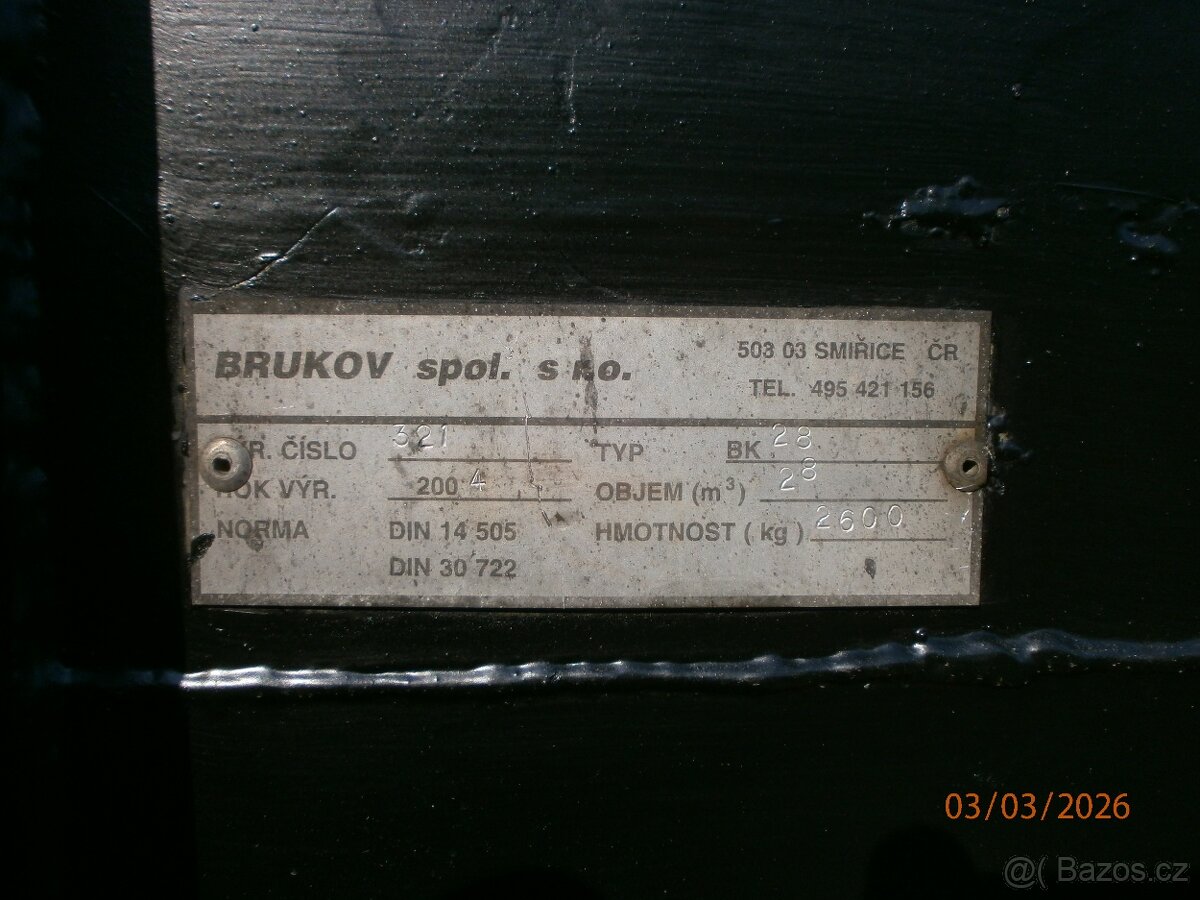 BRUKOV spol. s r.o.
503 03 SMIŘICE ČR
TEL. 495 421 156
VÝR. ČÍSLO 321 TYP BK 28
ROK VÝR. 2004 OBJEM (m³) 28
NORMA DIN 14 505 HMOTNOST (kg) 2600
DIN 30 722
03/03/2026
@( Bazos.cz